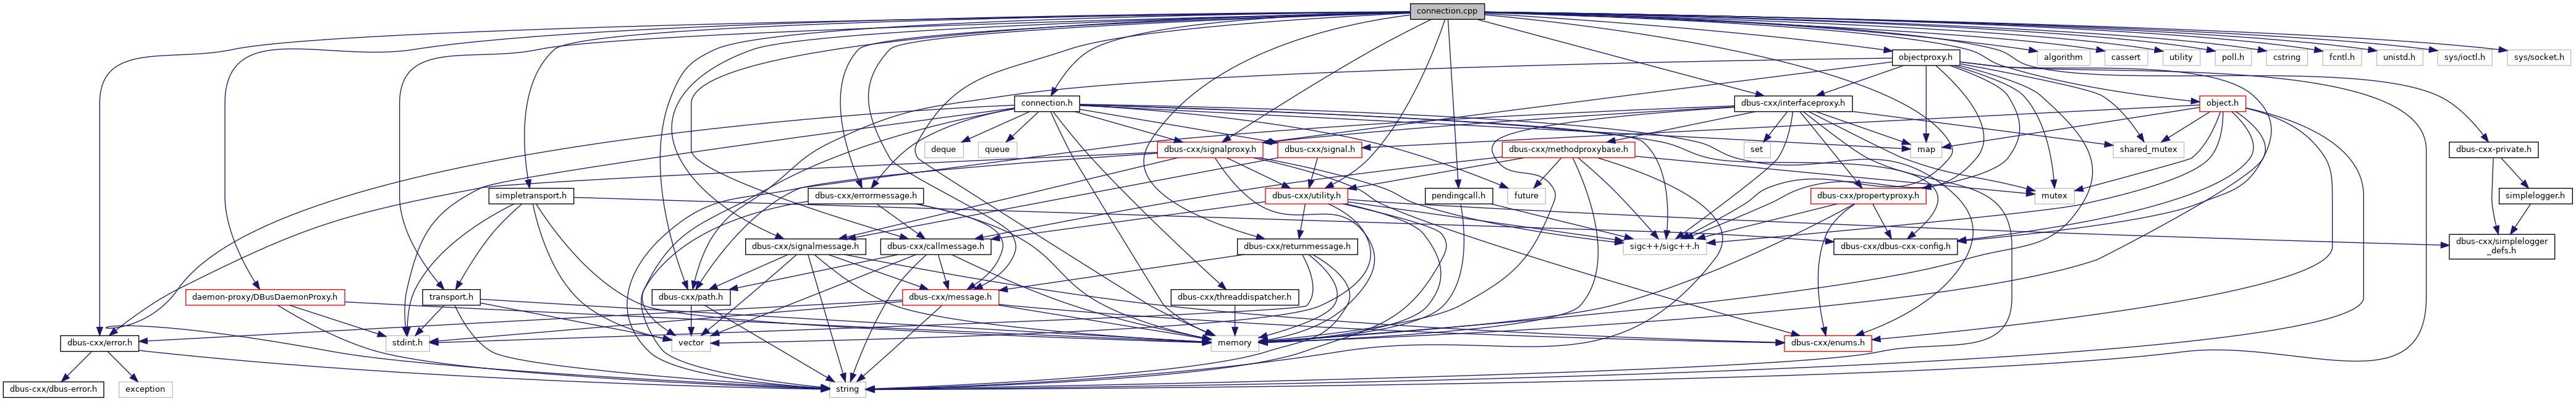 connection.cpp
objectproxy.h
algorithm
cassert
utility
poll.h
cstring
fcntl.h
unistd.h
sys/ioctl.h
sys/socket.h
connection.h
dbus-cxx/interfaceproxy.h
object.h
deque
queue
dbus-cxx/signalproxy.h
dbus-cxx/signal.h
dbus-cxx/methodproxybase.h
set
map
shared_mutex
dbus-cxx-private.h
simpletransport.h
dbus-cxx/errormessage.h
dbus-cxx/utility.h
pendingcall.h
future
dbus-cxx/propertyproxy.h
mutex
simplelogger.h
dbus-cxx/signalmessage.h
dbus-cxx/callmessage.h
dbus-cxx/returnmessage.h
sigc++/sigc++.h
dbus-cxx/dbus-cxx-config.h
dbus-cxx/simplelogger
_defs.h
daemon-proxy/DBusDaemonProxy.h
transport.h
dbus-cxx/path.h
dbus-cxx/message.h
dbus-cxx/threaddispatcher.h
dbus-cxx/error.h
stdint.h
vector
memory
dbus-cxx/enums.h
dbus-cxx/dbus-error.h
exception
string